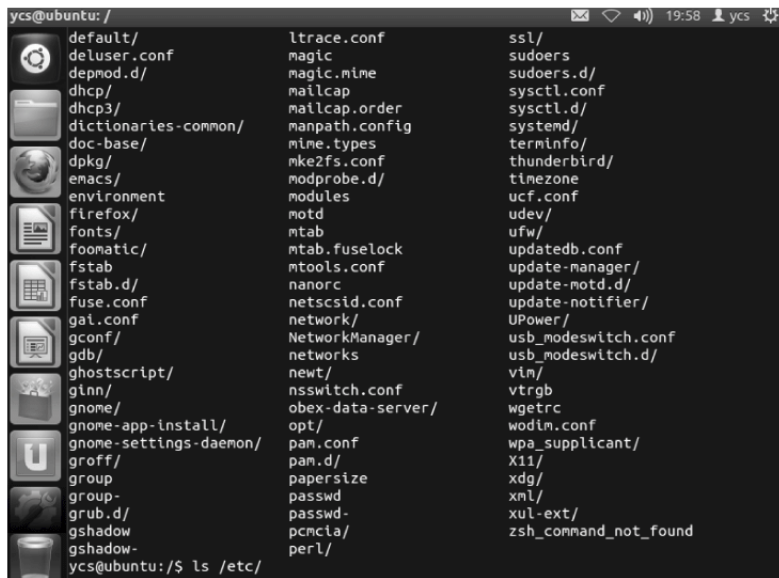 ycs@ubuntu: / 19:58 ycs
default/ ltrace.conf ssl/
deluser.conf magic sudoers
depmod.d/ magic.mime sudoers.d/
dhcp/ mailcap sysctl.conf
dhcp3/ mailcap.order sysctl.d/
dictionaries-common/ manpath.config systemd/
doc-base/ mime.types terminfo/
dpkg/ mke2fs.conf thunderbird/
emacs/ modprobe.d/ timezone
environment modules ucf.conf
firefox/ motd udev/
fonts/ mtab ufw/
foomatic/ mtab.fuselock updatedb.conf
fstab mtools.conf update-manager/
fstab.d/ nanorc update-motd.d/
fuse.conf netscsid.conf update-notifier/
gai.conf network/ UPower/
gconf/ NetworkManager/ usb_modeswitch.conf
gdb/ networks usb_modeswitch.d/
ghostscript/ newt/ vim/
ginn/ nsswitch.conf vtrgb
gnome/ obex-data-server/ wgetrc
gnome-app-install/ opt/ wodim.conf
gnome-settings-daemon/ pam.conf wpa_supplicant/
groff/ pam.d/ X11/
group papersize xdg/
group- passwd xml/
grub.d/ passwd- xul-ext/
gshadow pcmcia/ zsh_command_not_found
gshadow- perl/
ycs@ubuntu:/$ ls /etc/